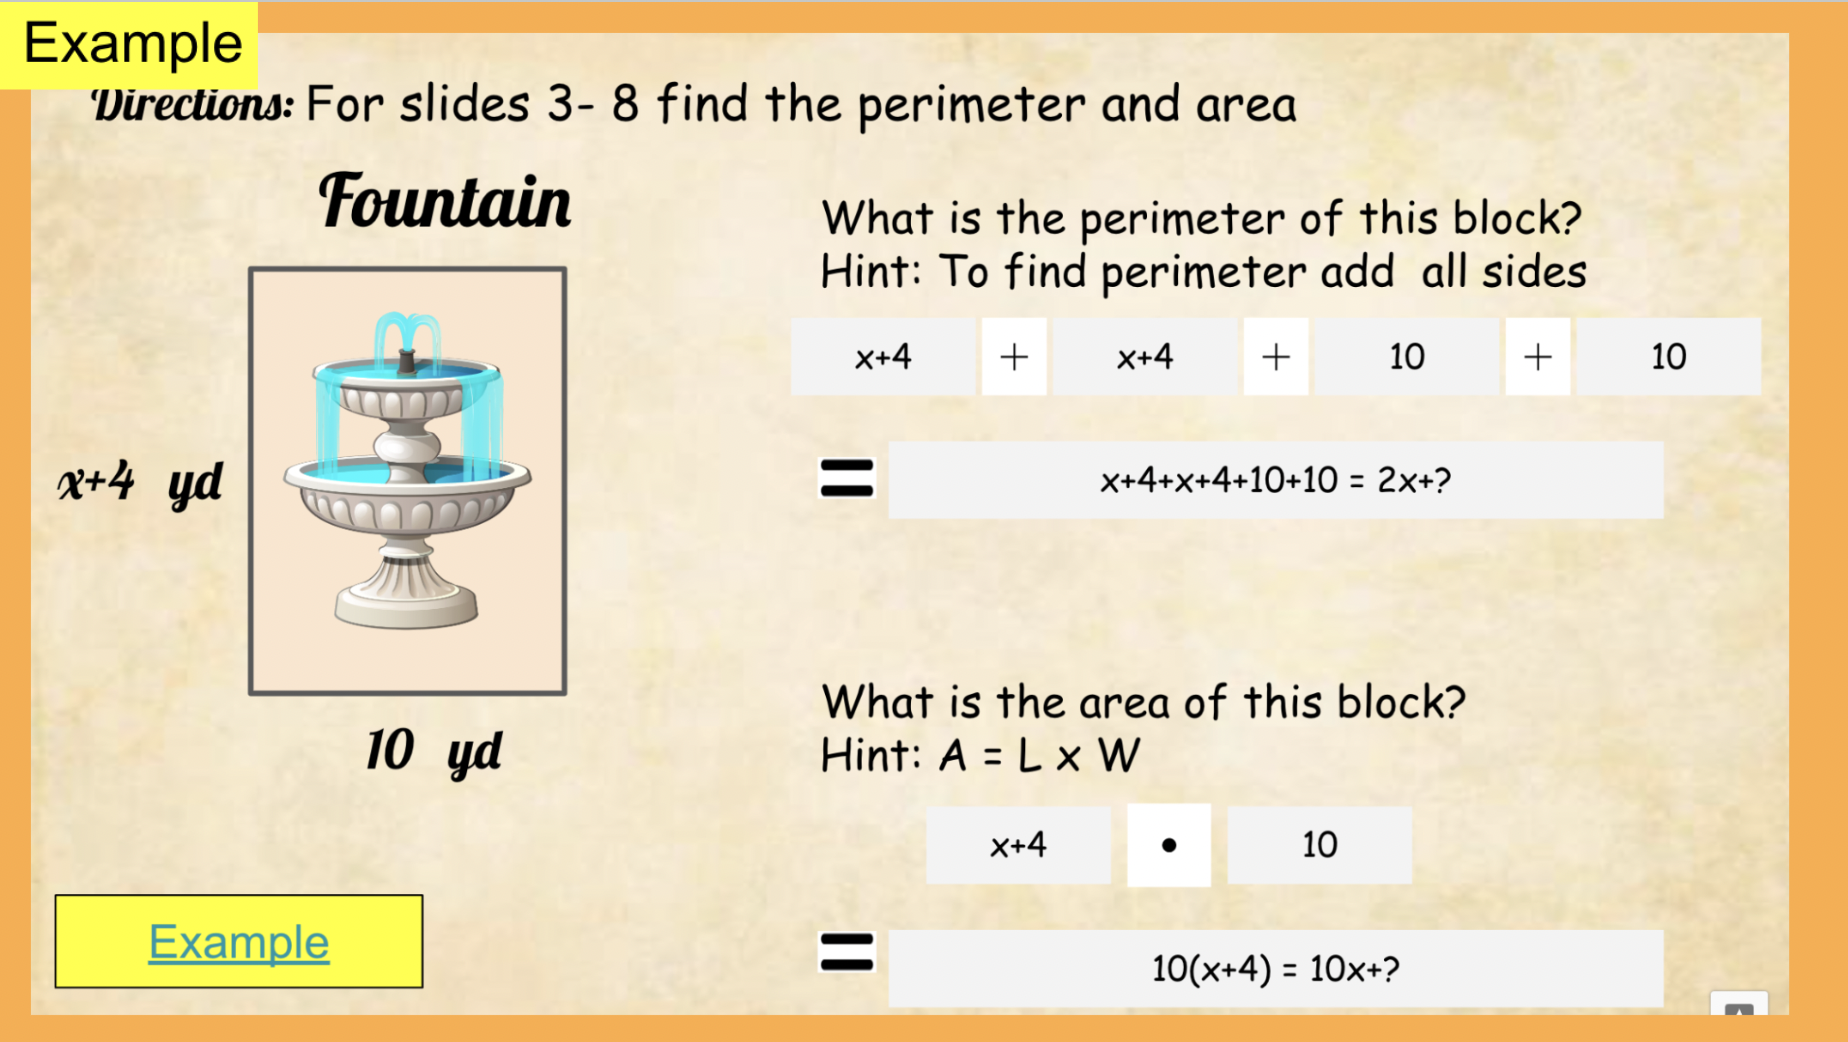 Example
Directions: For slides 3- 8 find the perimeter and area
Fountain
What is the perimeter of this block?
Hint: To find perimeter add all sides
x+4 + x+4 + 10 + 10
= x+4+x+4+10+10 = 2x+?
x+4 yd
10 yd
What is the area of this block?
Hint: A = L x W
x+4 • 10
= 10(x+4) = 10x+?
Example